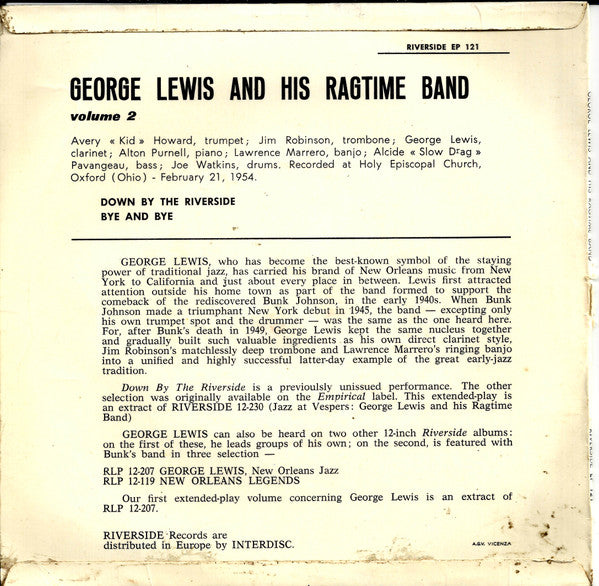 RIVERSIDE EP 121
GEORGE LEWIS AND HIS RAGTIME BAND
volume 2
Avery « Kid » Howard, trumpet; Jim Robinson, trombone; George Lewis,
clarinet; Alton Purnell, piano; Lawrence Marrero, banjo; Alcide « Slow Drag »
Pavangeau, bass; Joe Watkins, drums. Recorded at Holy Episcopal Church,
Oxford (Ohio) - February 21, 1954.
DOWN BY THE RIVERSIDE
BYE AND BYE
GEORGE LEWIS, who has become the best-known symbol of the staying
power of traditional jazz, has carried his brand of New Orleans music from New
York to California and just about every place in between. Lewis first attracted
attention outside his home town as part of the band formed to support the
comeback of the rediscovered Bunk Johnson, in the early 1940s. When Bunk
Johnson made a triumphant New York debut in 1945, the band — excepting only
his own trumpet spot and the drummer — was the same as the one heard here.
For, after Bunk's death in 1949, George Lewis kept the same nucleus together
and gradually built such valuable ingredients as his own direct clarinet style,
Jim Robinson's matchlessly deep trombone and Lawrence Marrero's ringing banjo
into a unified and highly successful latter-day example of the great early-jazz
tradition.
Down By The Riverside is a previoulsly unissued performance. The other
selection was originally available on the Empirical label. This extended-play is
an extract of RIVERSIDE 12-230 (Jazz at Vespers: George Lewis and his Ragtime
Band)
GEORGE LEWIS can also be heard on two other 12-inch Riverside albums:
on the first of these, he leads groups of his own; on the second, is featured with
Bunk's band in three selection —
RLP 12-207 GEORGE LEWIS, New Orleans Jazz
RLP 12-119 NEW ORLEANS LEGENDS
Our first extended-play volume concerning George Lewis is an extract of
RLP 12-207.
RIVERSIDE Records are
distributed in Europe by INTERDISC.
A.G.V. VICENZA
GEORGE LEWIS AND HIS RAGTIME BAND
RIVERSIDE EP 121